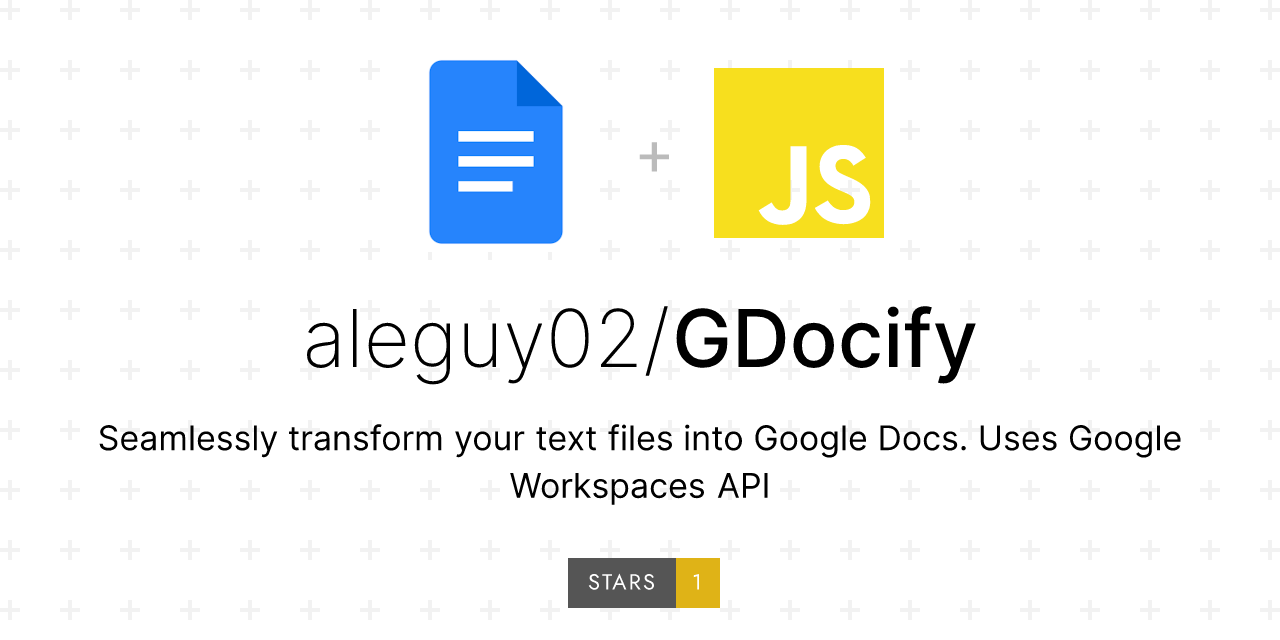 JS
aleguy02/GDocify
Seamlessly transform your text files into Google Docs. Uses Google
Workspaces API
STARS 1